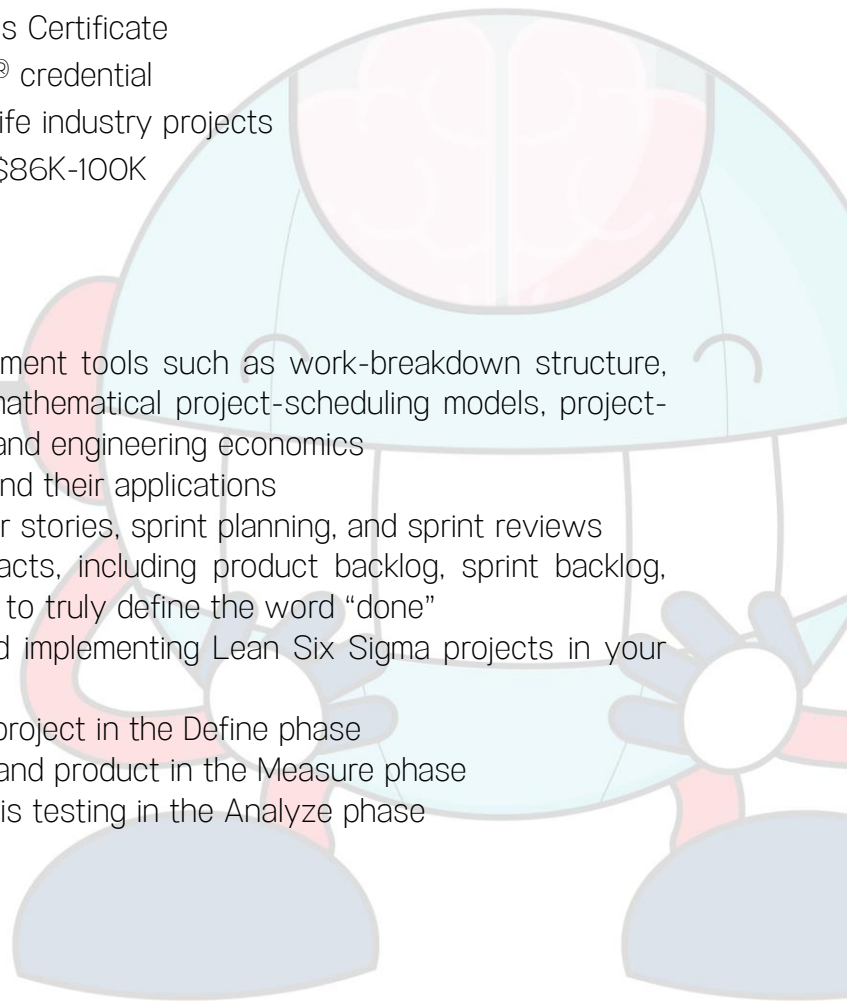 s Certificate
® credential
ife industry projects
$86K-100K
ment tools such as work-breakdown structure,
mathematical project-scheduling models, project-
and engineering economics
nd their applications
r stories, sprint planning, and sprint reviews
acts, including product backlog, sprint backlog,
to truly define the word “done”
d implementing Lean Six Sigma projects in your
project in the Define phase
and product in the Measure phase
is testing in the Analyze phase